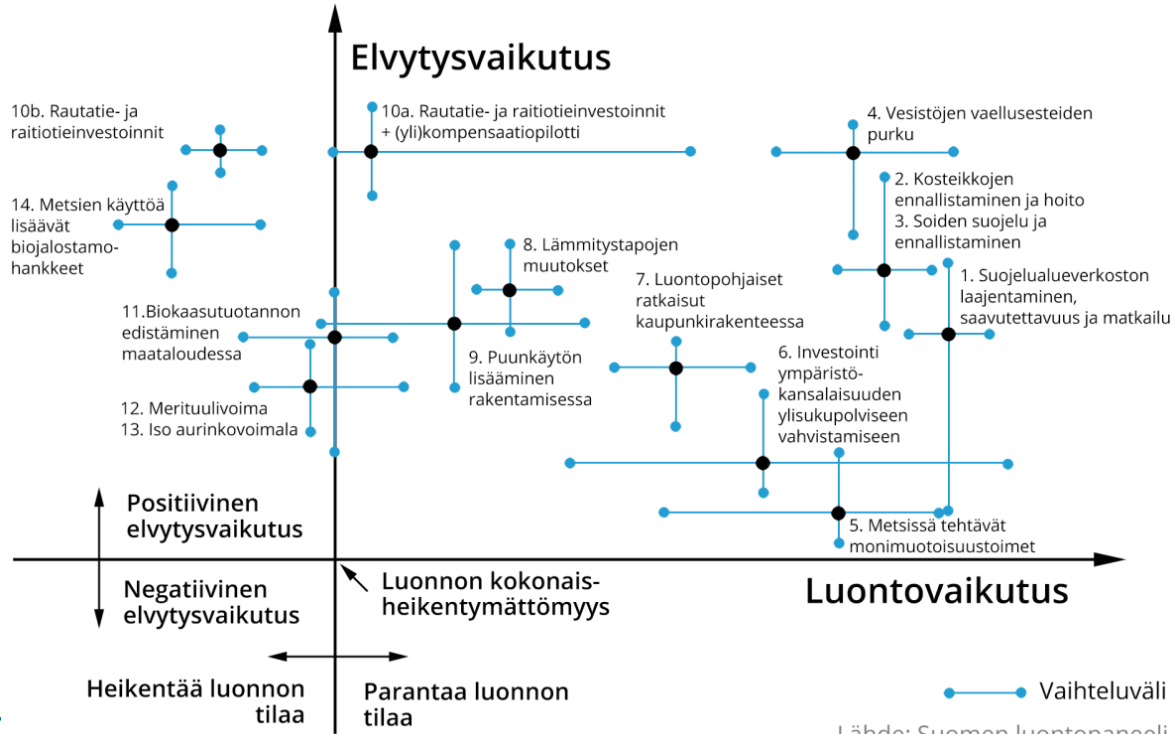 Elvytysvaikutus
10b. Rautatie- ja
raitiotieinvestoinnit
10a. Rautatie- ja raitiotieinvestoinnit
+ (yli)kompensaatiopilotti
4. Vesistöjen vaellusesteiden
purku
14. Metsien käyttöä
lisäävät
biojalostamo-
hankkeet
2. Kosteikkojen
ennallistaminen ja hoito
3. Soiden suojelu ja
ennallistaminen
8. Lämmitystapojen
muutokset
7. Luontopohjaiset
ratkaisut
kaupunkirakenteessa
1. Suojelualueverkoston
laajentaminen,
saavutettavuus ja matkailu
11.Biokaasutuotannon
edistäminen
maataloudessa
9. Puunkäytön
lisääminen
rakentamisessa
6. Investointi
ympäristö-
kansalaisuuden
ylisukupolviseen
vahvistamiseen
12. Merituulivoima
13. Iso aurinkovoimala
5. Metsissä tehtävät
monimuotoisuustoimet
Positiivinen
elvytysvaikutus
Negatiivinen
elvytysvaikutus
Luonnon kokonais-
heikentymättömyys
Luontovaikutus
Heikentää luonnon
tilaa
Parantaa luonnon
tilaa
Vaihteluväli
Lähde: Suomen luontopaneeli